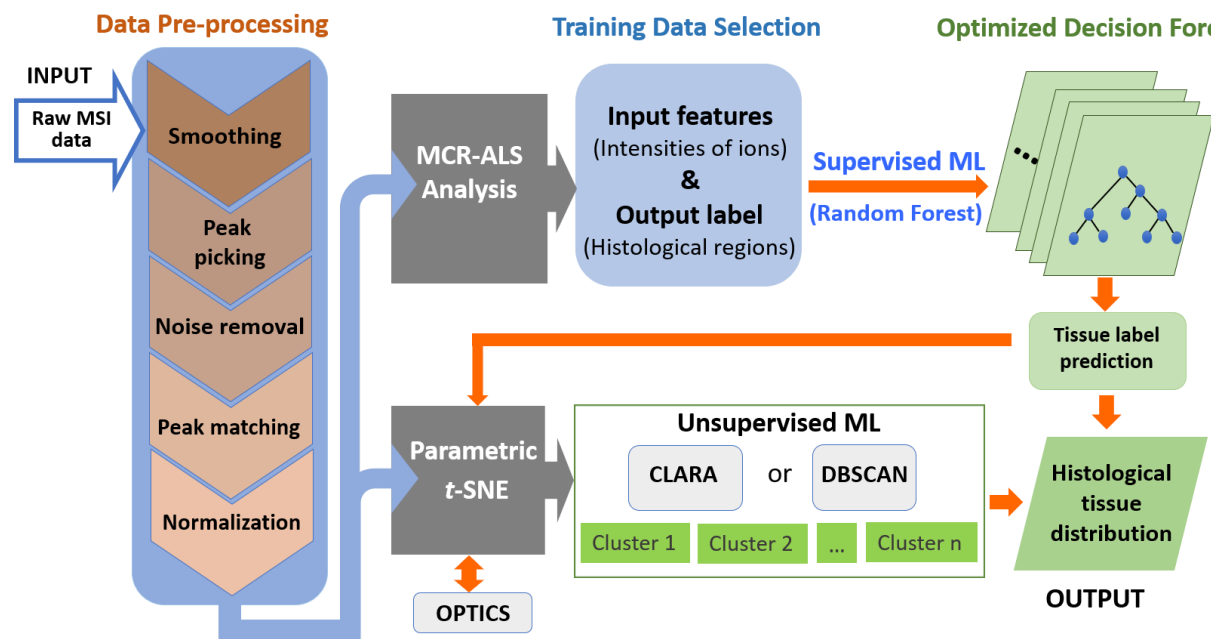 Data Pre-processing
Training Data Selection
Optimized Decision Fore
INPUT
Raw MSI
data
Smoothing
Peak
picking
Noise removal
Peak matching
Normalization
MCR-ALS
Analysis
Input features
(Intensities of ions)
&
Output label
(Histological regions)
Supervised ML
(Random Forest)
...
Tissue label
prediction
Parametric
t-SNE
OPTICS
Unsupervised ML
CLARA or DBSCAN
Cluster 1 Cluster 2 ... Cluster n
Histological
tissue
distribution
OUTPUT